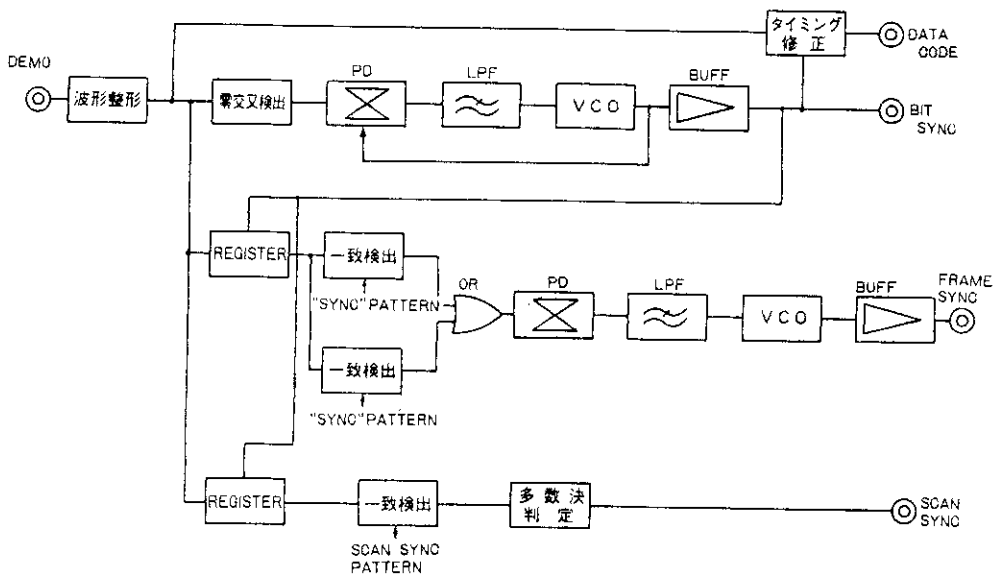 タイミング
修正
DATA
CODE
DEMO
波形整形
零交叉検出
PD
LPF
VCO
BUFF
BIT
SYNC
REGISTER
一致検出
"SYNC" PATTERN
一致検出
"SYNC" PATTERN
OR
PD
LPF
VCO
BUFF
FRAME
SYNC
REGISTER
一致検出
SCAN SYNC
PATTERN
多数決
判定
SCAN
SYNC